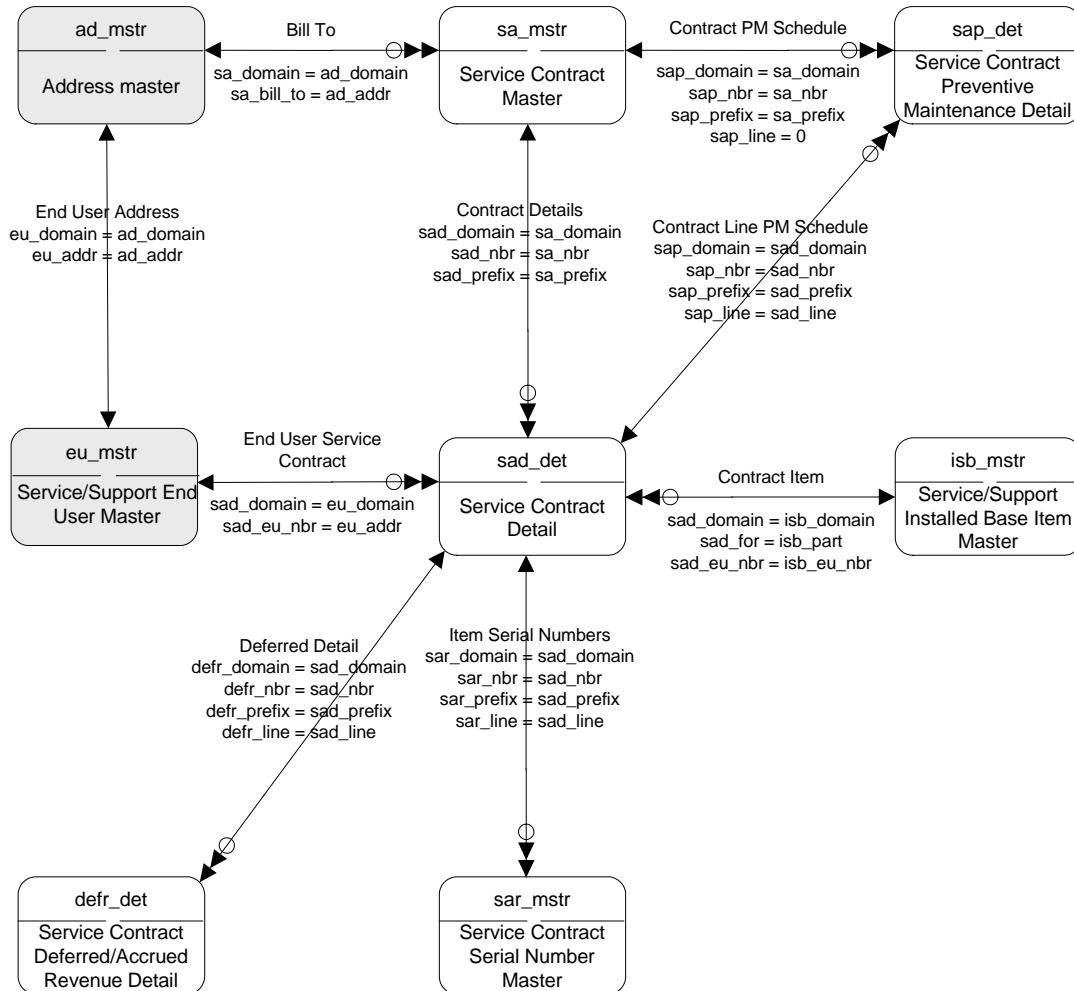 ad_mstr
Address master
Bill To
sa_domain = ad_domain
sa_bill_to = ad_addr
sa_mstr
Service Contract
Master
Contract PM Schedule
sap_domain = sa_domain
sap_nbr = sa_nbr
sap_prefix = sa_prefix
sap_line = 0
sap_det
Service Contract
Preventive
Maintenance Detail
End User Address
eu_domain = ad_domain
eu_addr = ad_addr
Contract Details
sad_domain = sa_domain
sad_nbr = sa_nbr
sad_prefix = sa_prefix
Contract Line PM Schedule
sap_domain = sad_domain
sap_nbr = sad_nbr
sap_prefix = sad_prefix
sap_line = sad_line
eu_mstr
Service/Support End
User Master
End User Service
Contract
sad_domain = eu_domain
sad_eu_nbr = eu_addr
sad_det
Service Contract
Detail
Contract Item
sad_domain = isb_domain
sad_for = isb_part
sad_eu_nbr = isb_eu_nbr
isb_mstr
Service/Support
Installed Base Item
Master
Deferred Detail
defr_domain = sad_domain
defr_nbr = sad_nbr
defr_prefix = sad_prefix
defr_line = sad_line
Item Serial Numbers
sar_domain = sad_domain
sar_nbr = sad_nbr
sar_prefix = sad_prefix
sar_line = sad_line
defr_det
Service Contract
Deferred/Accrued
Revenue Detail
sar_mstr
Service Contract
Serial Number
Master